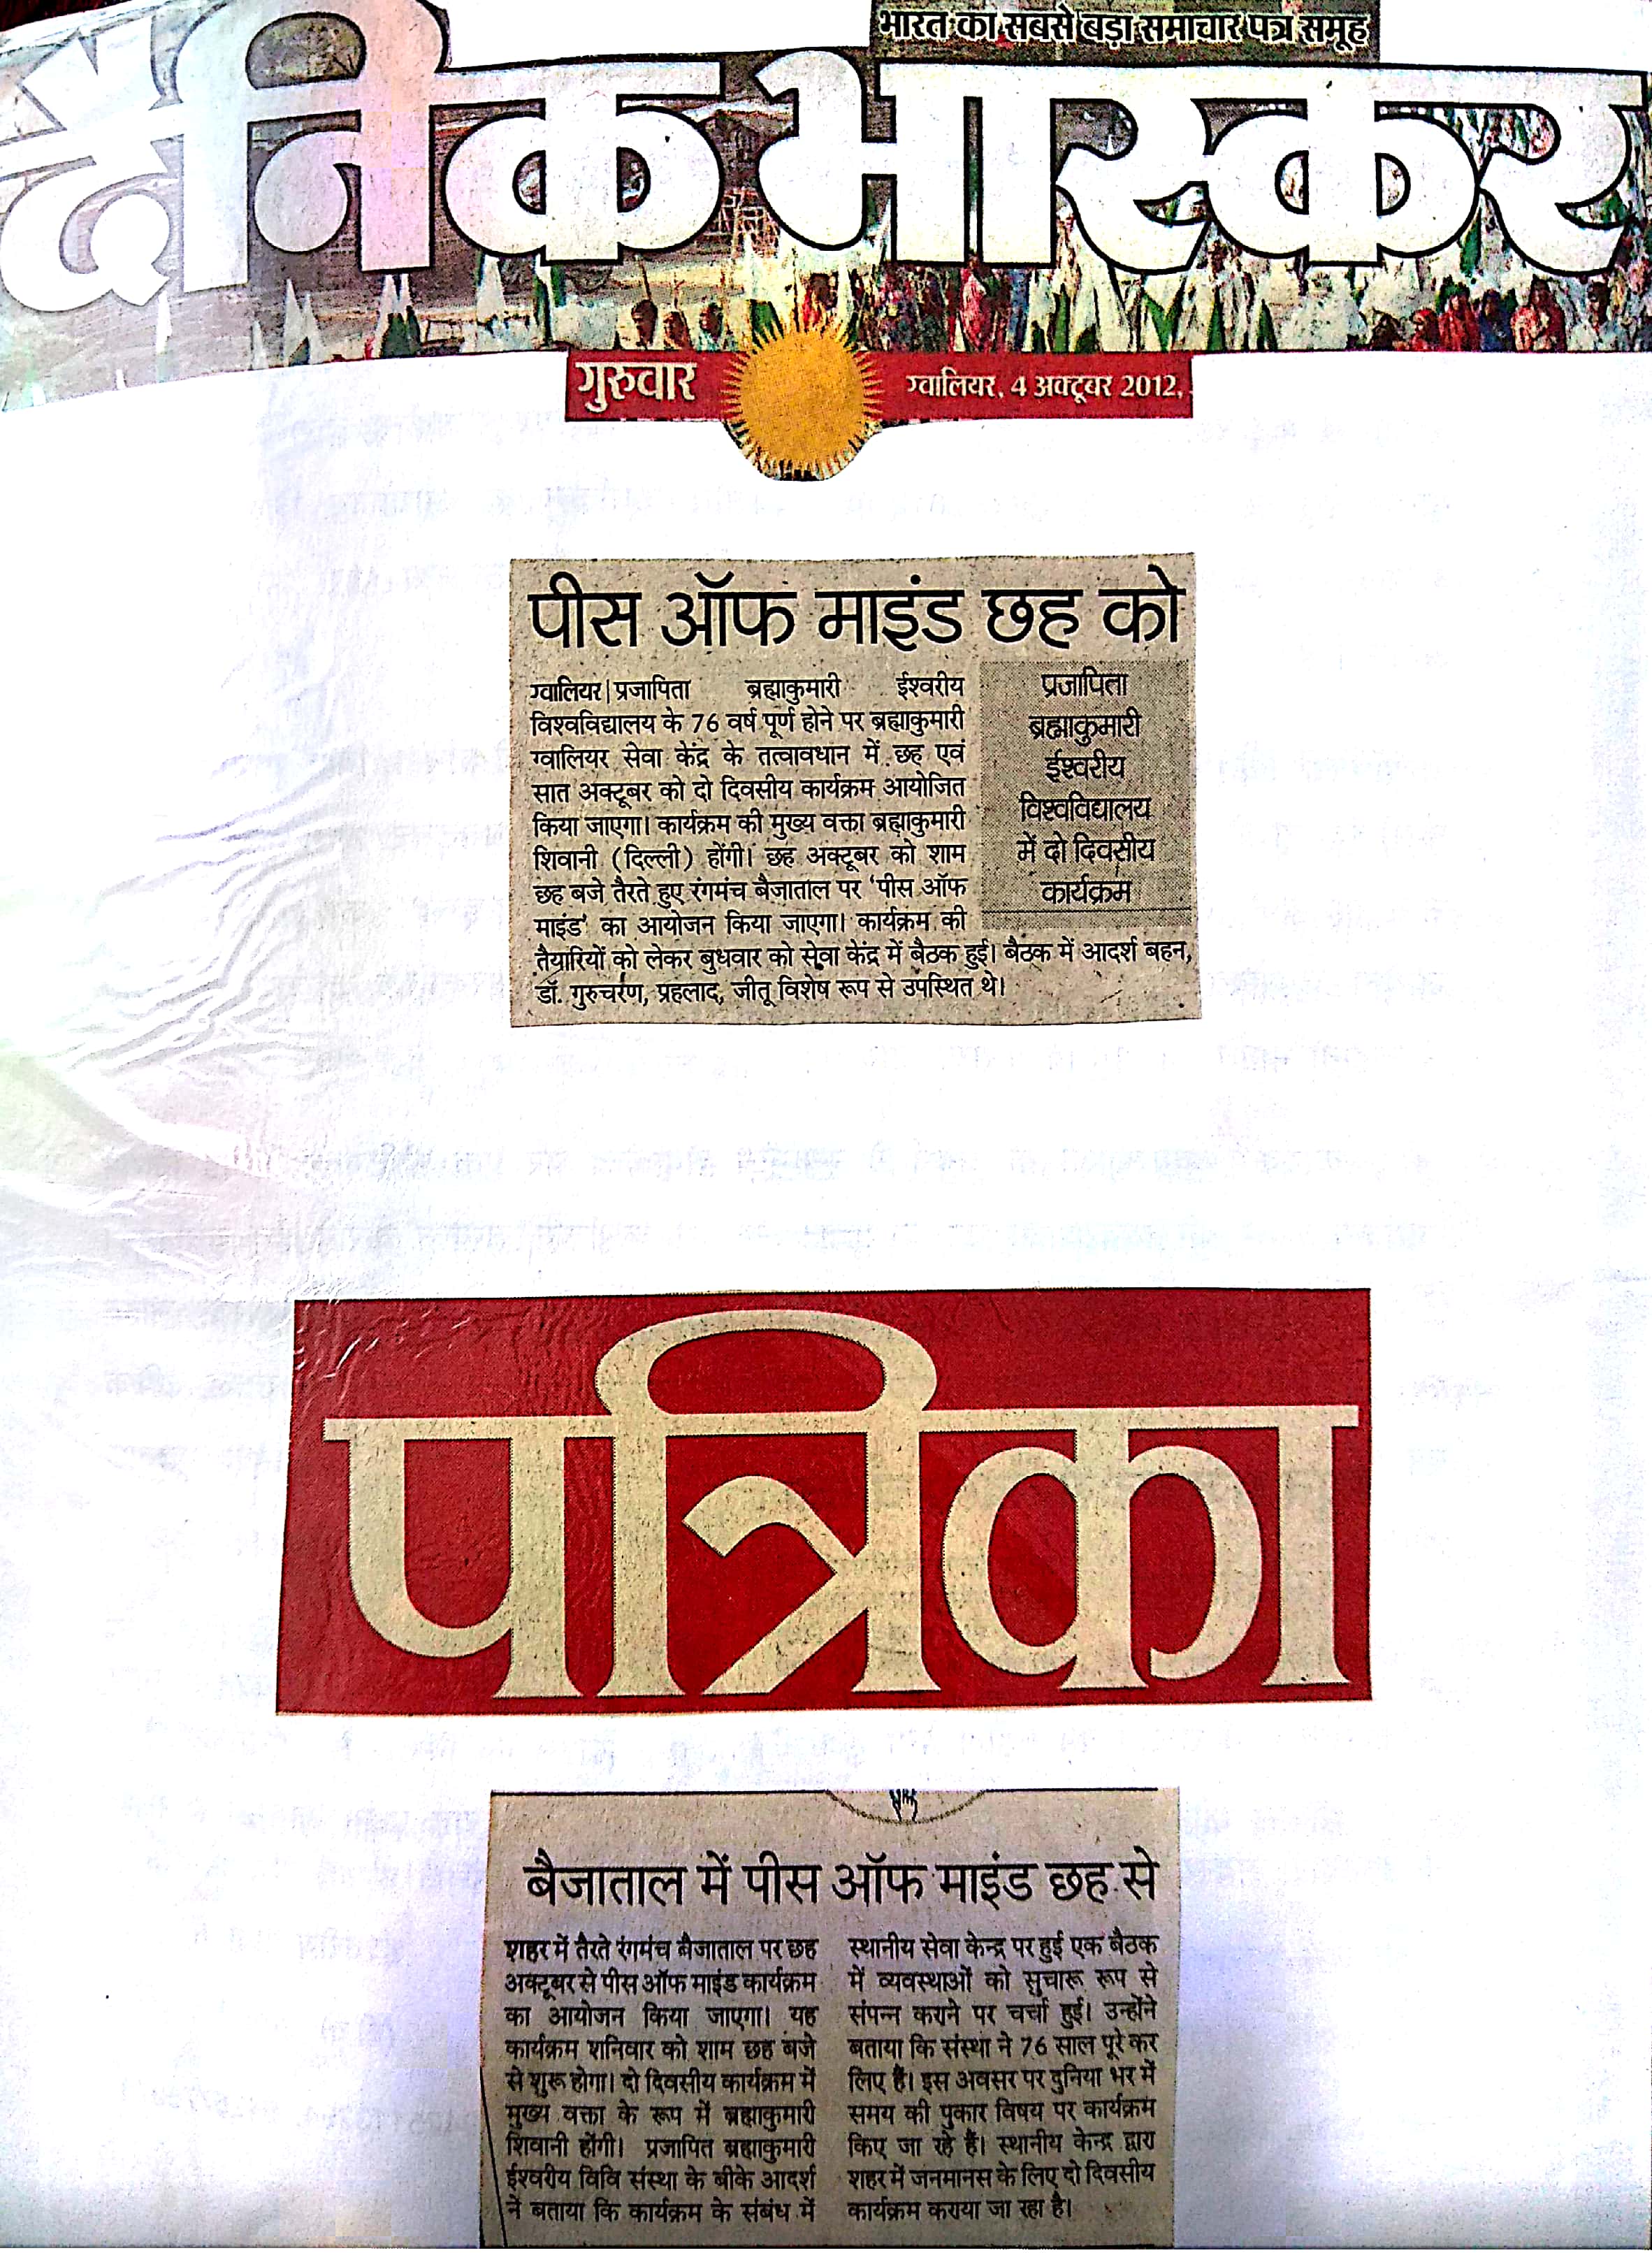 भारत का सबसे बड़ा समाचार पत्र समूह
दैनिक भास्कर
गुरुवार
ग्वालियर, 4 अक्टूबर 2012,
पीस ऑफ माइंड छह को
ग्वालियर|प्रजापिता ब्रह्माकुमारी ईश्वरीय
विश्वविद्यालय के 76 वर्ष पूर्ण होने पर ब्रह्माकुमारी
ग्वालियर सेवा केंद्र के तत्वावधान में छह एवं
सात अक्टूबर को दो दिवसीय कार्यक्रम आयोजित
किया जाएगा। कार्यक्रम की मुख्य वक्ता ब्रह्माकुमारी
शिवानी (दिल्ली) होंगी। छह अक्टूबर को शाम
छह बजे तैरते हुए रंगमंच बैजाताल पर ‘पीस ऑफ
माइंड’ का आयोजन किया जाएगा। कार्यक्रम की
तैयारियों को लेकर बुधवार को सेवा केंद्र में बैठक हुई। बैठक में आदर्श बहन,
डॉ. गुरुचरण, प्रहलाद, जीतू विशेष रूप से उपस्थित थे।
प्रजापिता
ब्रह्माकुमारी
ईश्वरीय
विश्वविद्यालय
में दो दिवसीय
कार्यक्रम
पत्रिका
बैजाताल में पीस ऑफ माइंड छह से
शहर में तैरते रंगमंच बैजाताल पर छह
अक्टूबर से पीस ऑफ माइंड कार्यक्रम
का आयोजन किया जाएगा। यह
कार्यक्रम शनिवार को शाम छह बजे
से शुरू होगा। दो दिवसीय कार्यक्रम में
मुख्य वक्ता के रूप में ब्रह्माकुमारी
शिवानी होंगी। प्रजापित ब्रह्माकुमारी
ईश्वरीय विवि संस्था के बीके आदर्श
ने बताया कि कार्यक्रम के संबंध में
स्थानीय सेवा केन्द्र पर हुई एक बैठक
में व्यवस्थाओं को सुचारू रूप से
संपन्न कराने पर चर्चा हुई। उन्होंने
बताया कि संस्था ने 76 साल पूरे कर
लिए हैं। इस अवसर पर दुनिया भर में
समय की पुकार विषय पर कार्यक्रम
किए जा रहे हैं। स्थानीय केन्द्र द्वारा
शहर में जनमानस के लिए दो दिवसीय
कार्यक्रम कराया जा रहा है।